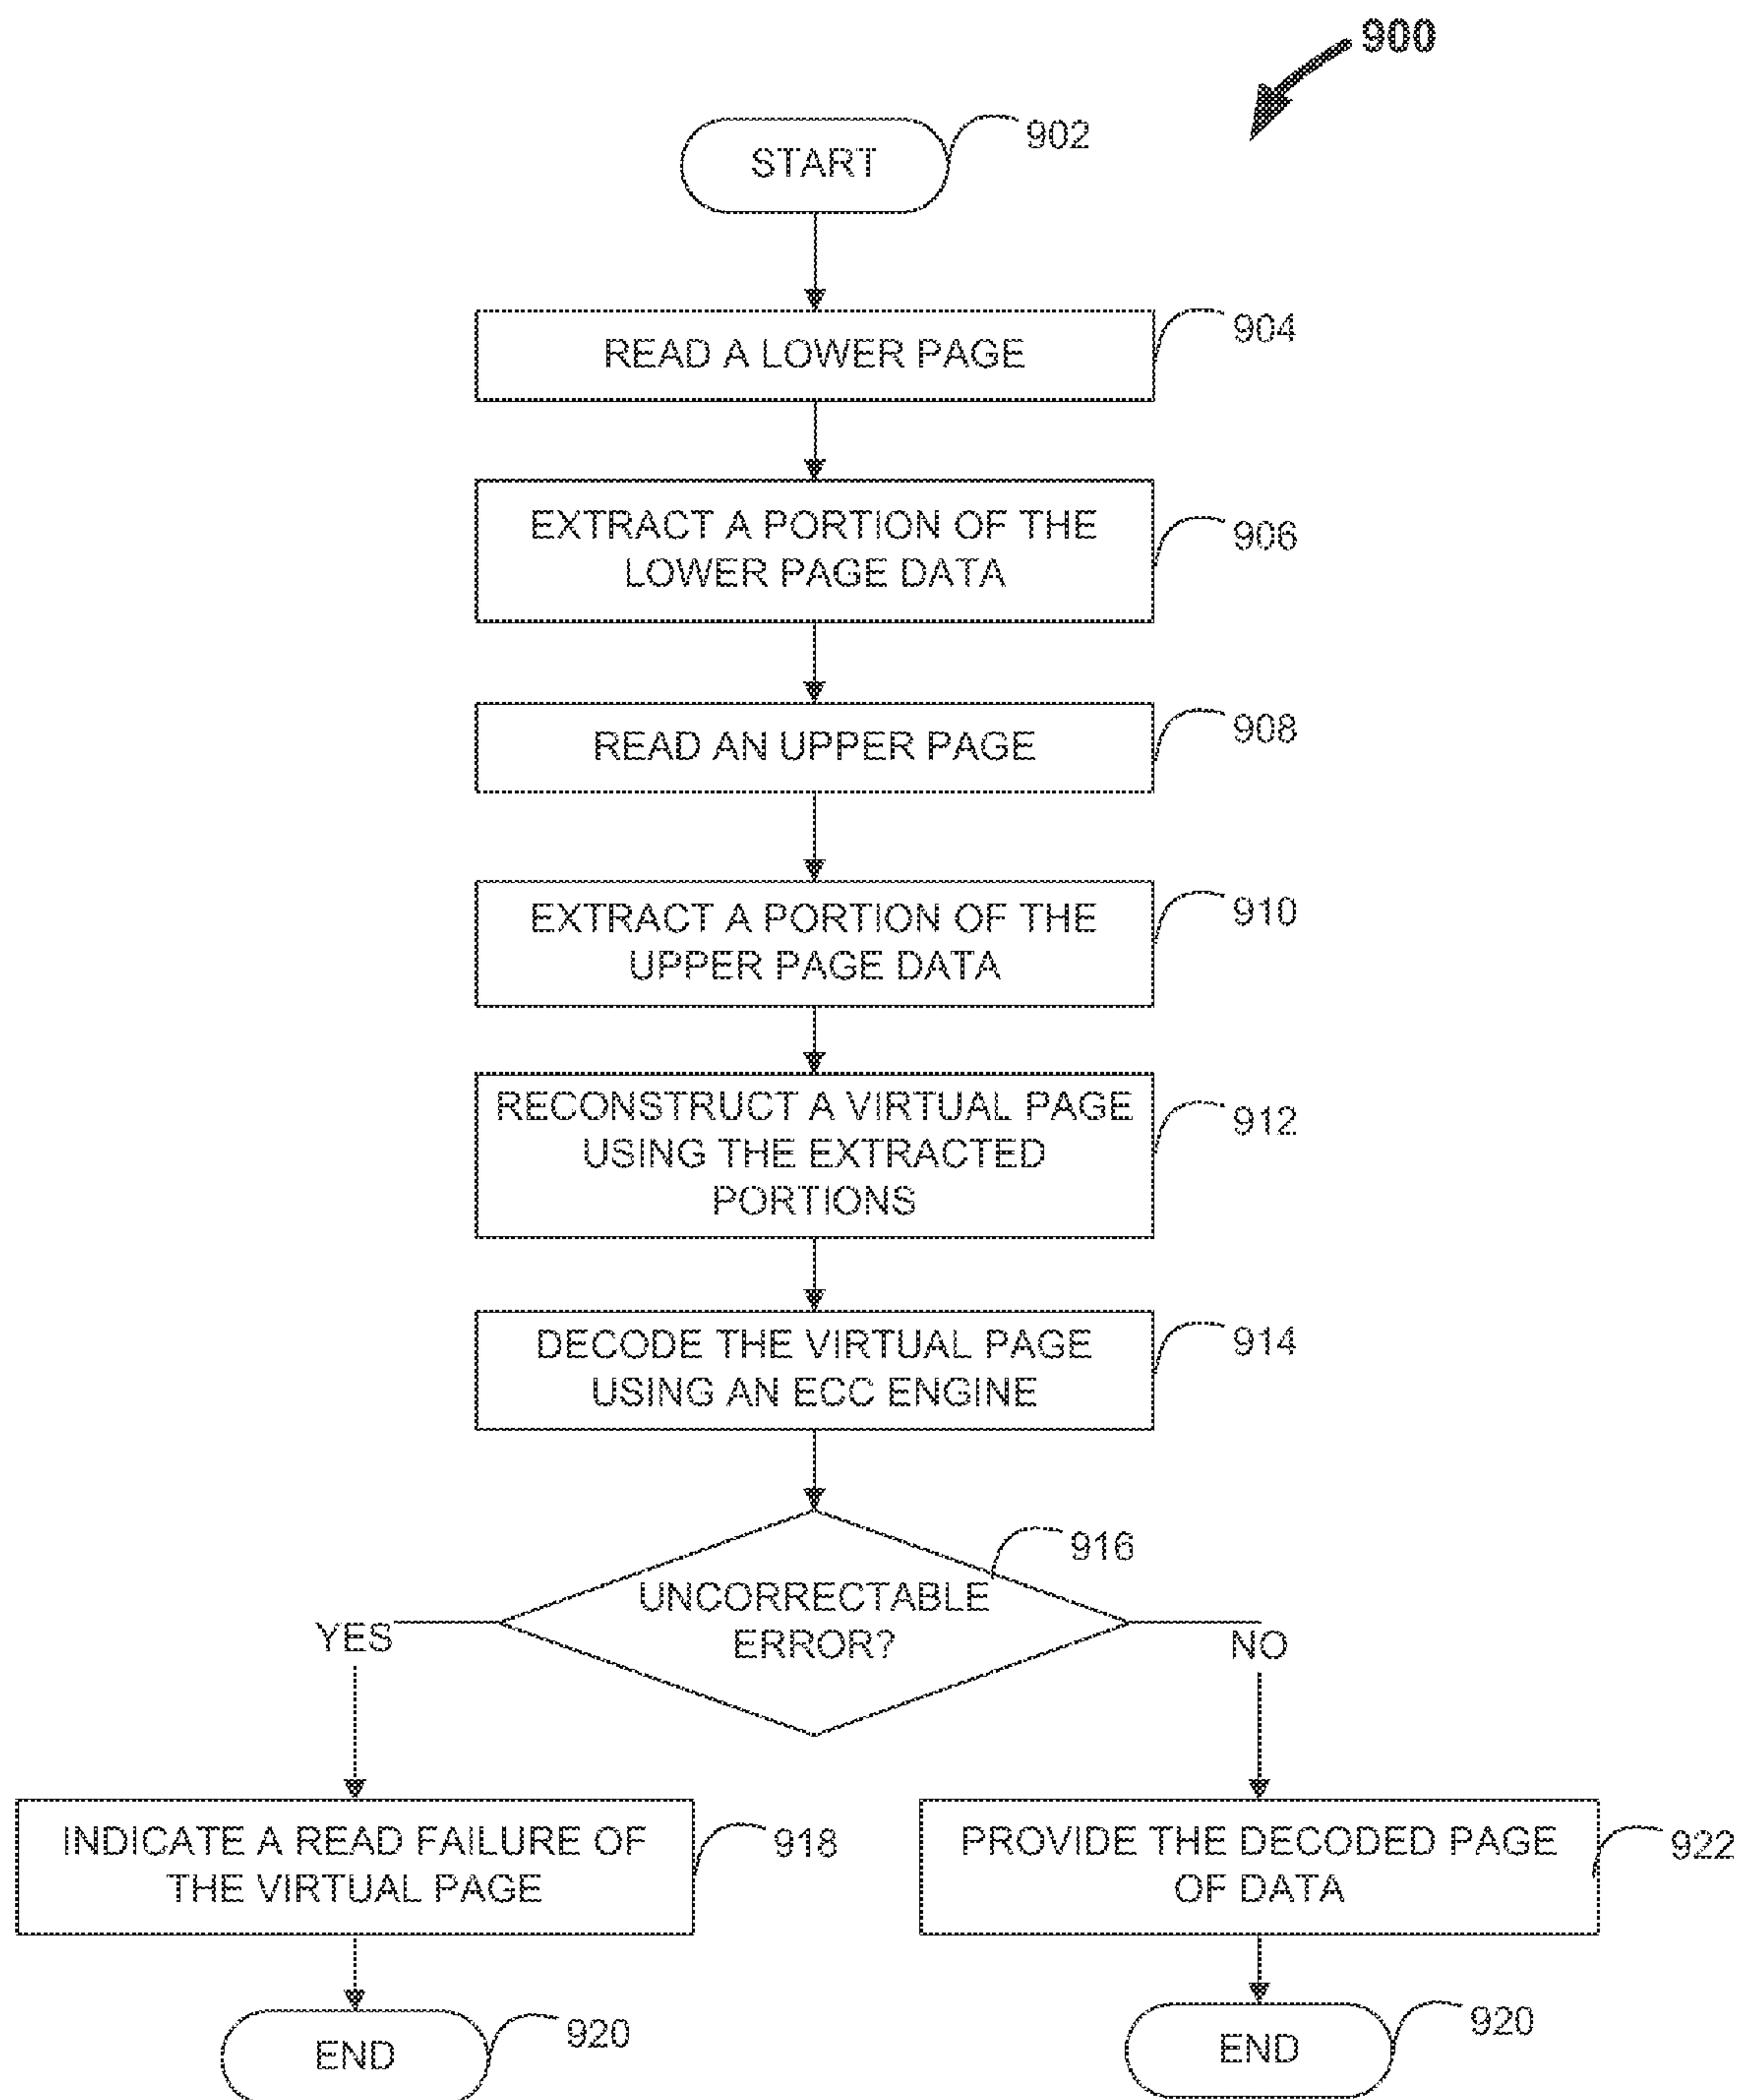 900
START
902
READ A LOWER PAGE
904
EXTRACT A PORTION OF THE
LOWER PAGE DATA
906
READ AN UPPER PAGE
908
EXTRACT A PORTION OF THE
UPPER PAGE DATA
910
RECONSTRUCT A VIRTUAL PAGE
USING THE EXTRACTED
PORTIONS
912
DECODE THE VIRTUAL PAGE
USING AN ECC ENGINE
914
UNCORRECTABLE
ERROR?
916
YES
NO
INDICATE A READ FAILURE OF
THE VIRTUAL PAGE
918
PROVIDE THE DECODED PAGE
OF DATA
922
END
920
END
920